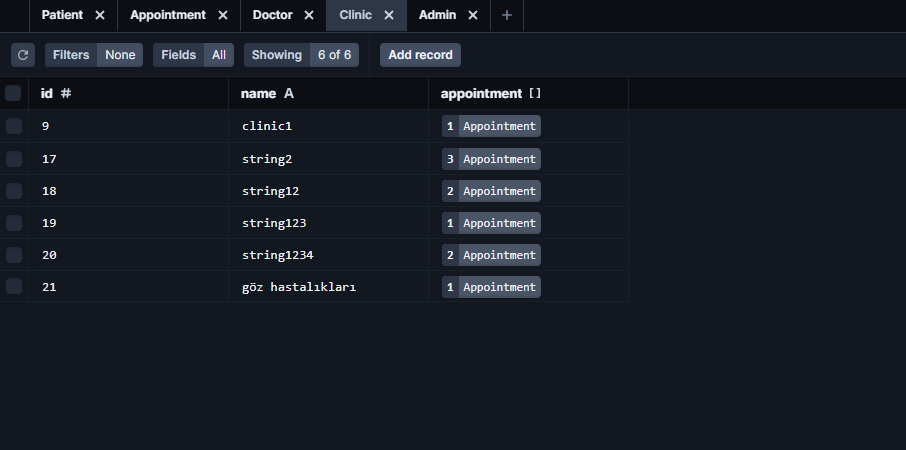 Patient Appointment Doctor Clinic Admin
Filters None Fields All Showing 6 of 6 Add record
id # name A appointment []
9 clinic1 1 Appointment
17 string2 3 Appointment
18 string12 2 Appointment
19 string123 1 Appointment
20 string1234 2 Appointment
21 göz hastalıkları 1 Appointment